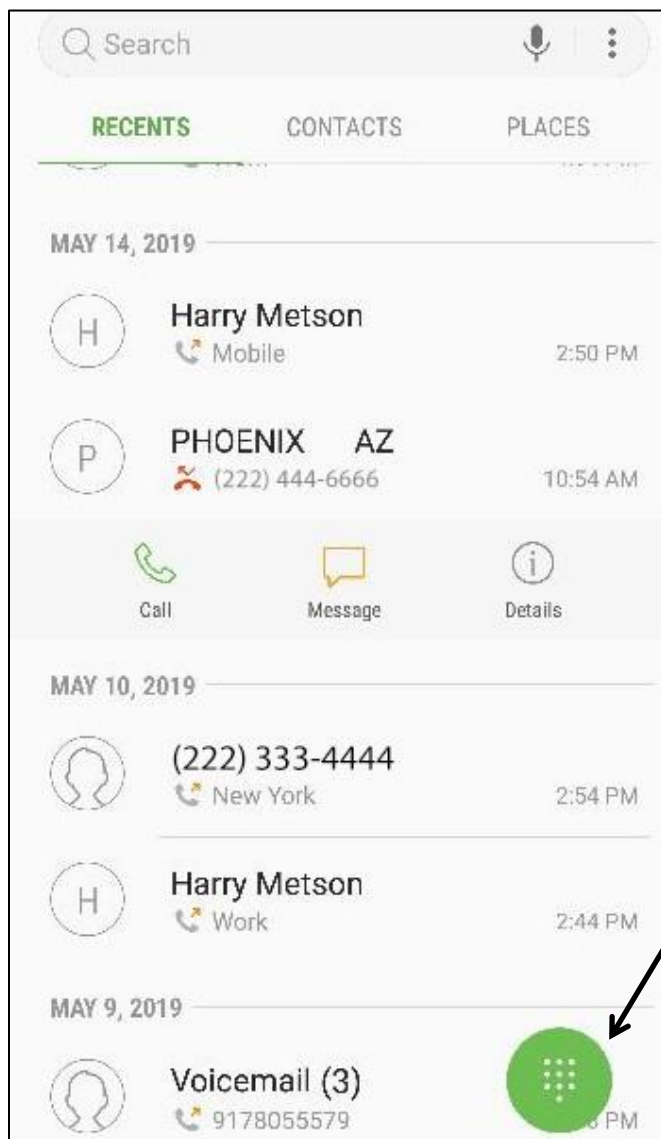 Search
RECENTS CONTACTS PLACES
MAY 14, 2019
H
Harry Metson
Mobile 2:50 PM
P
PHOENIX AZ
(222) 444-6666 10:54 AM
Call Message Details
MAY 10, 2019
(222) 333-4444
New York 2:54 PM
H
Harry Metson
Work 2:44 PM
MAY 9, 2019
Voicemail (3)
9178055579 PM